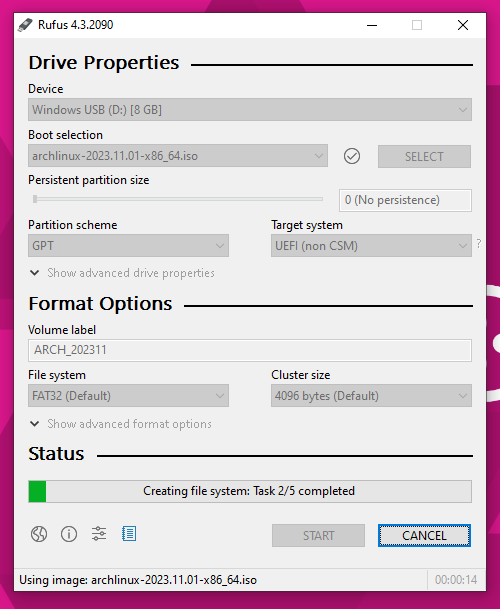 Rufus 4.3.2090
Drive Properties
Device
Windows USB (D:) [8 GB]
Boot selection
archlinux-2023.11.01-x86_64.iso
SELECT
Persistent partition size
0 (No persistence)
Partition scheme
Target system
GPT
UEFI (non CSM)
?
Show advanced drive properties
Format Options
Volume label
ARCH_202311
File system
Cluster size
FAT32 (Default)
4096 bytes (Default)
Show advanced format options
Status
Creating file system: Task 2/5 completed
START
CANCEL
Using image: archlinux-2023.11.01-x86_64.iso
00:00:14